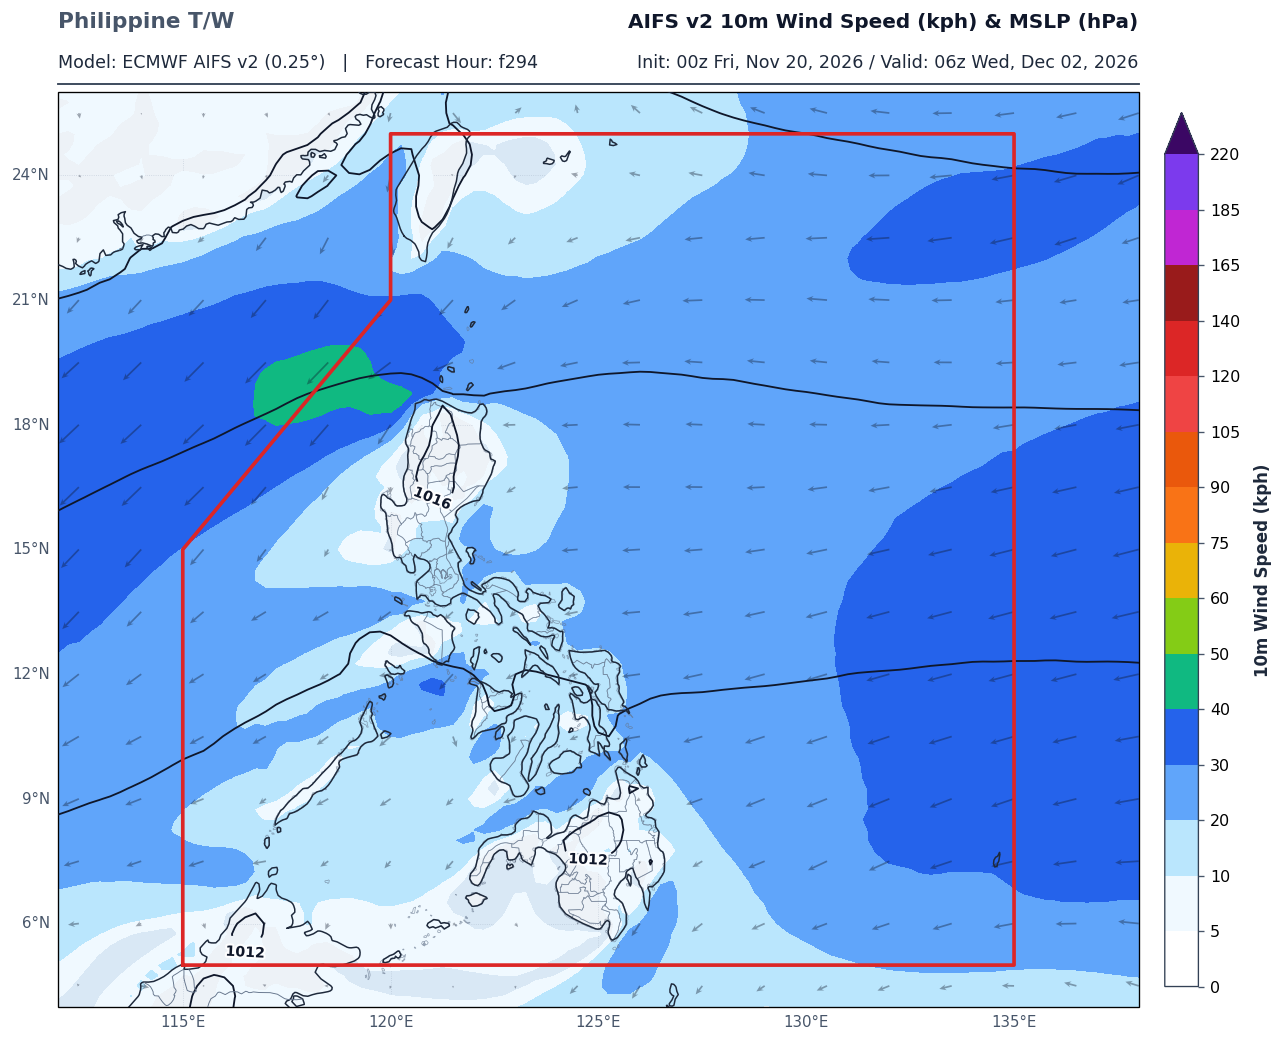 Philippine T/W
AIFS v2 10m Wind Speed (kph) & MSLP (hPa)
Model: ECMWF AIFS v2 (0.25°) | Forecast Hour: f294
Init: 00z Fri, Nov 20, 2026 / Valid: 06z Wed, Dec 02, 2026
24°N
21°N
18°N
15°N
12°N
9°N
6°N
1016
1012
1012
115°E
120°E
125°E
130°E
135°E
220
185
165
140
120
105
90
75
60
50
40
30
20
10
5
0
10m Wind Speed (kph)